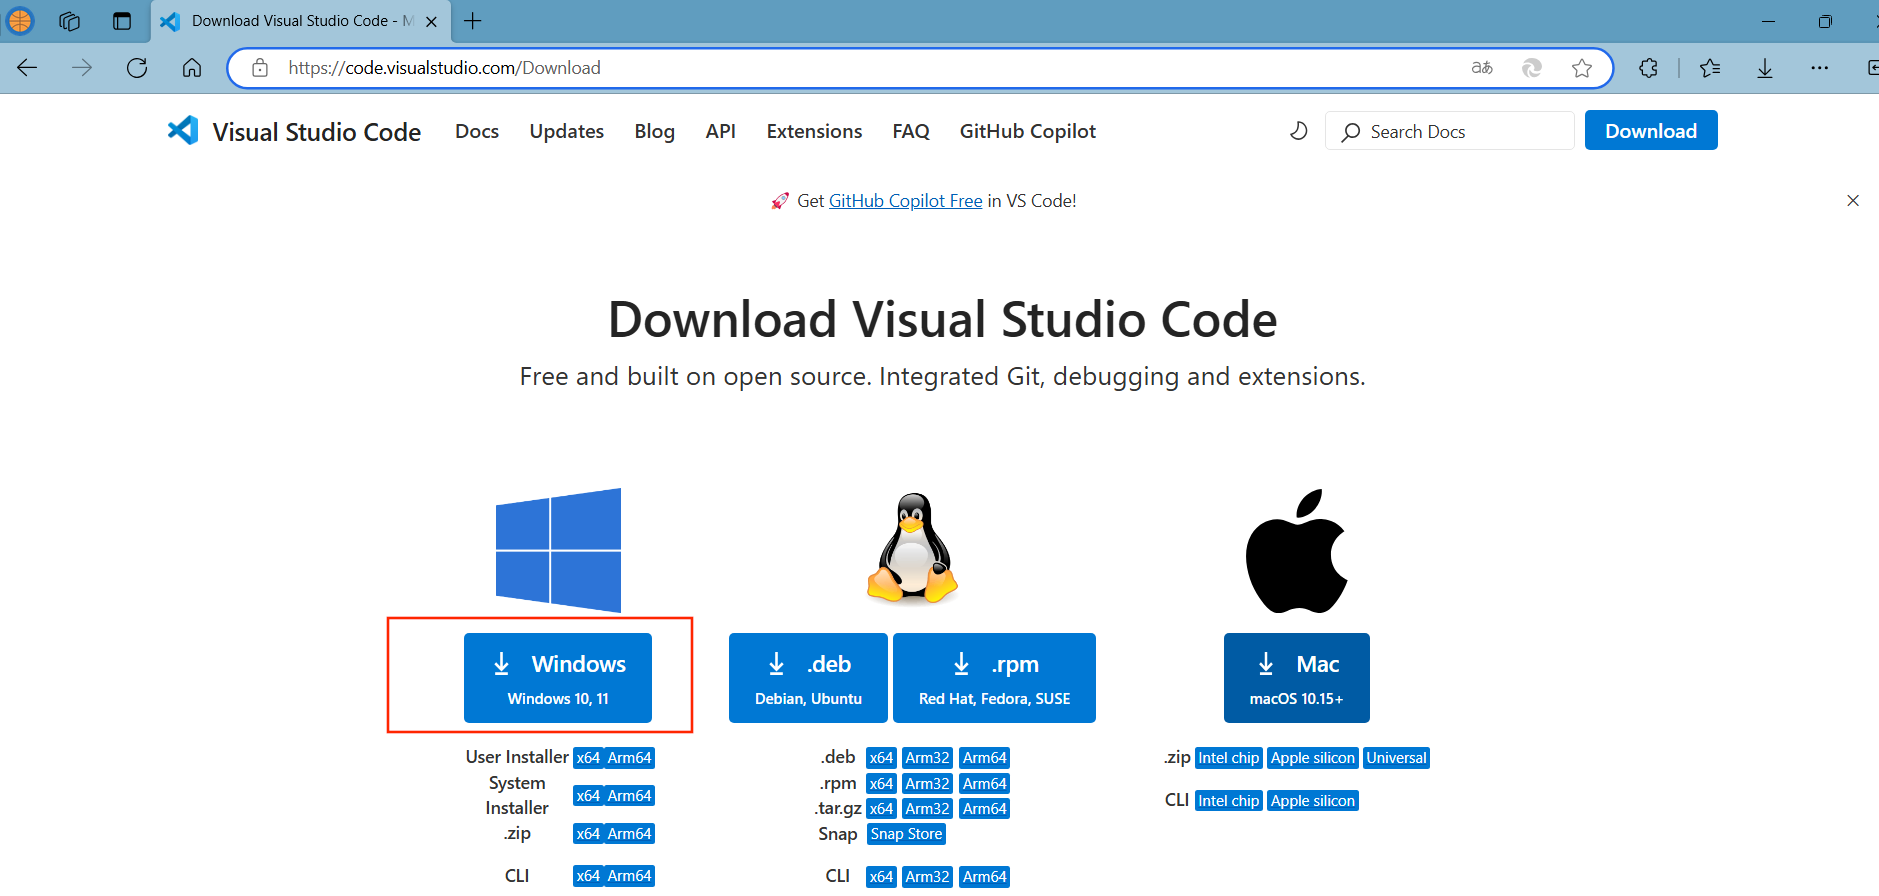 Download Visual Studio Code - M
https://code.visualstudio.com/Download
Visual Studio Code Docs Updates Blog API Extensions FAQ GitHub Copilot Search Docs Download
🚀 Get GitHub Copilot Free in VS Code!
Download Visual Studio Code
Free and built on open source. Integrated Git, debugging and extensions.
Windows
Windows 10, 11
User Installer x64 Arm64
System Installer x64 Arm64
.zip x64 Arm64
CLI x64 Arm64
.deb
Debian, Ubuntu
.rpm
Red Hat, Fedora, SUSE
.deb x64 Arm32 Arm64
.rpm x64 Arm32 Arm64
.tar.gz x64 Arm32 Arm64
Snap Snap Store
CLI x64 Arm32 Arm64
Mac
macOS 10.15+
.zip Intel chip Apple silicon Universal
CLI Intel chip Apple silicon